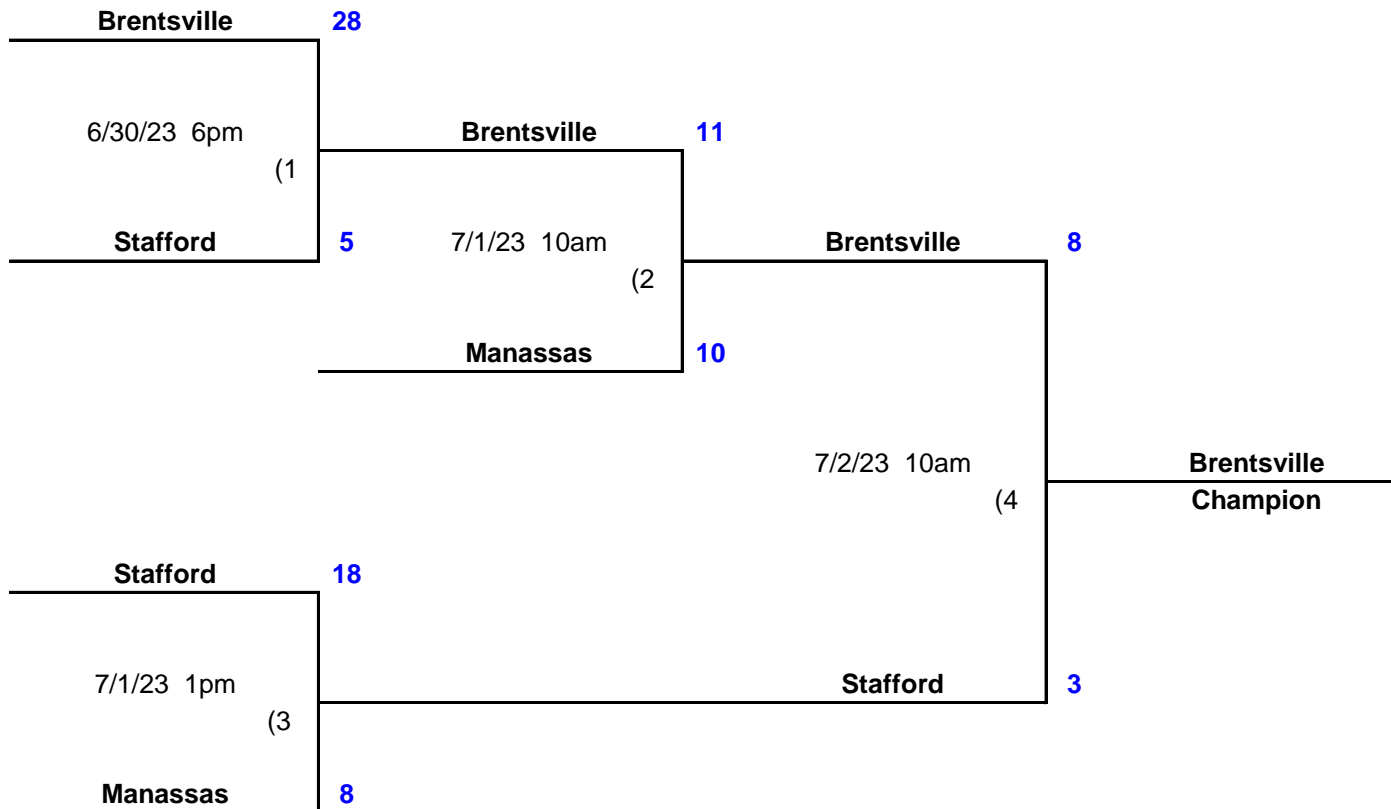 Brentsville 28
6/30/23 6pm
Brentsville 11
(1
Stafford 5
7/1/23 10am
Brentsville 8
(2
Manassas 10
7/2/23 10am
Brentsville
(4
Champion
Stafford 18
7/1/23 1pm
Stafford 3
(3
Manassas 8